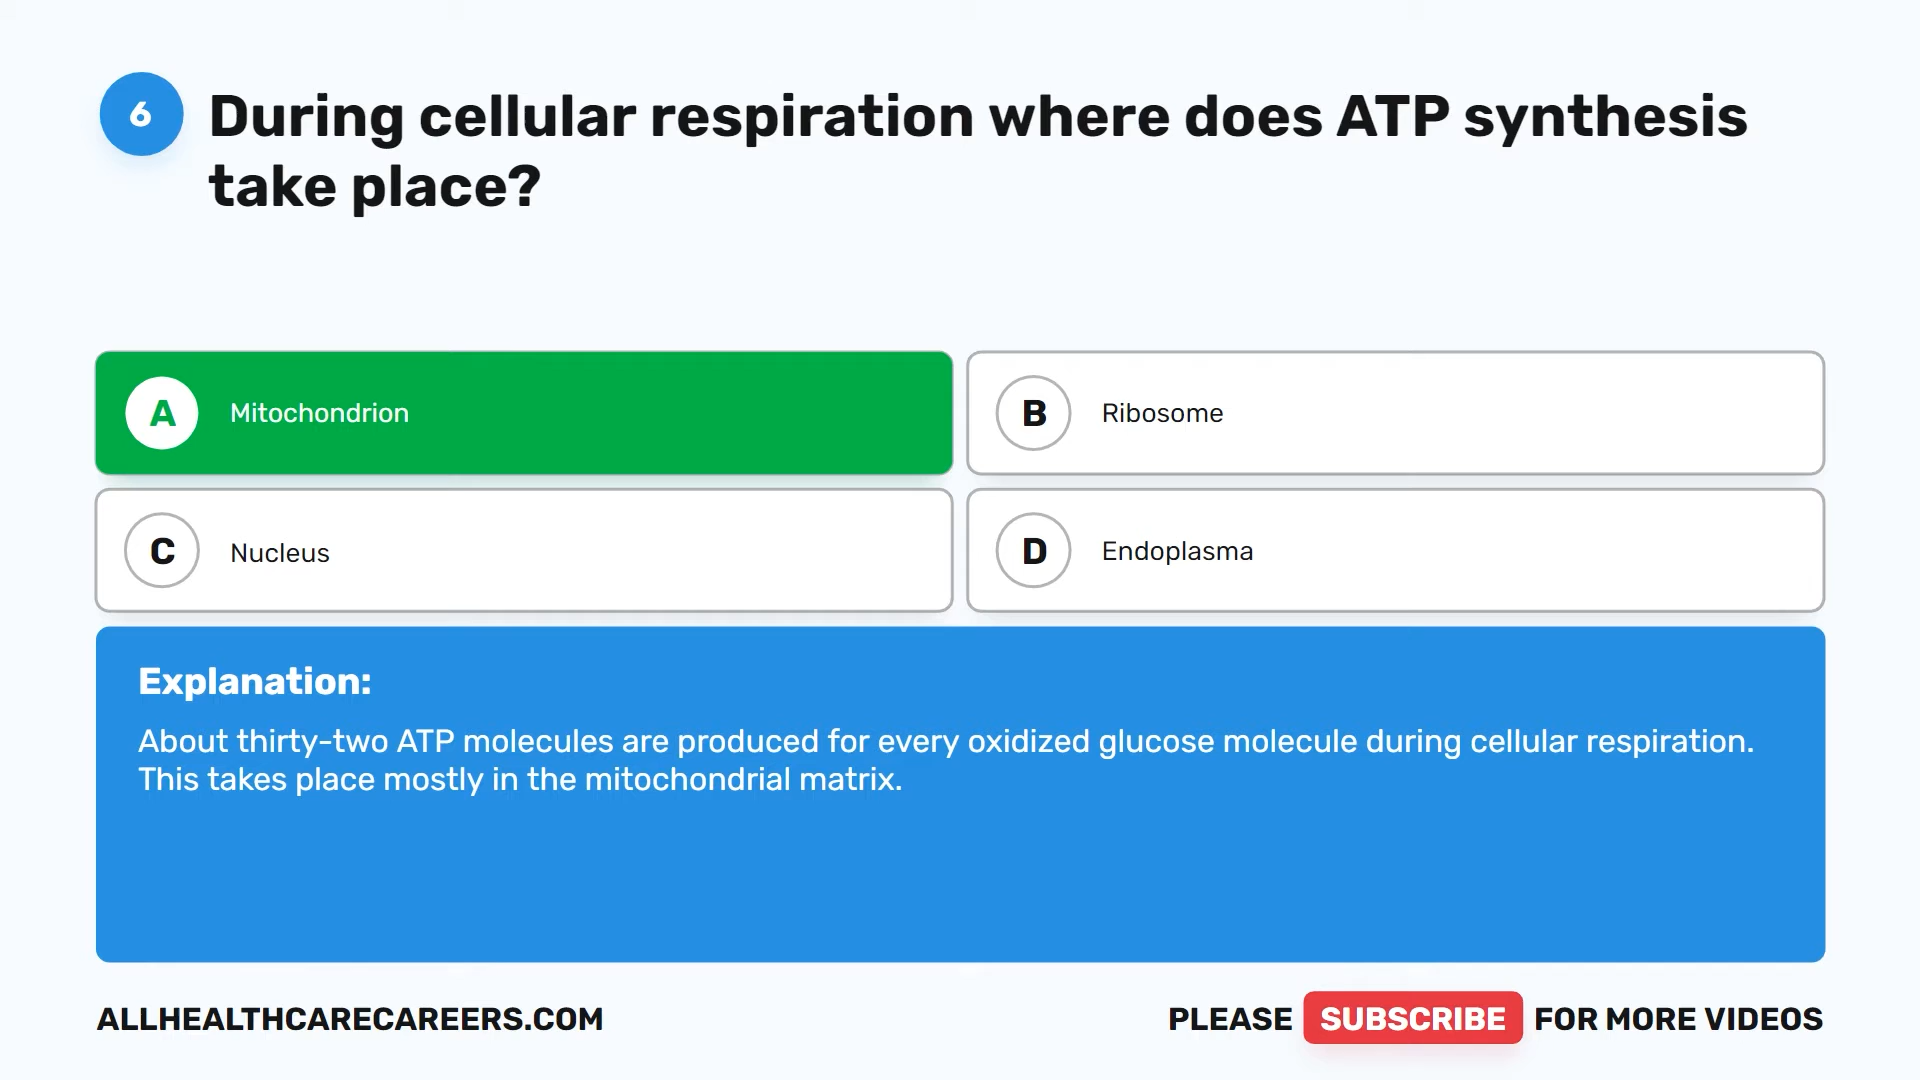 6
During cellular respiration where does ATP synthesis
take place?
A Mitochondrion
B Ribosome
C Nucleus
D Endoplasma
Explanation:
About thirty-two ATP molecules are produced for every oxidized glucose molecule during cellular respiration.
This takes place mostly in the mitochondrial matrix.
ALLHEALTHCARECAREERS.COM
PLEASE SUBSCRIBE FOR MORE VIDEOS